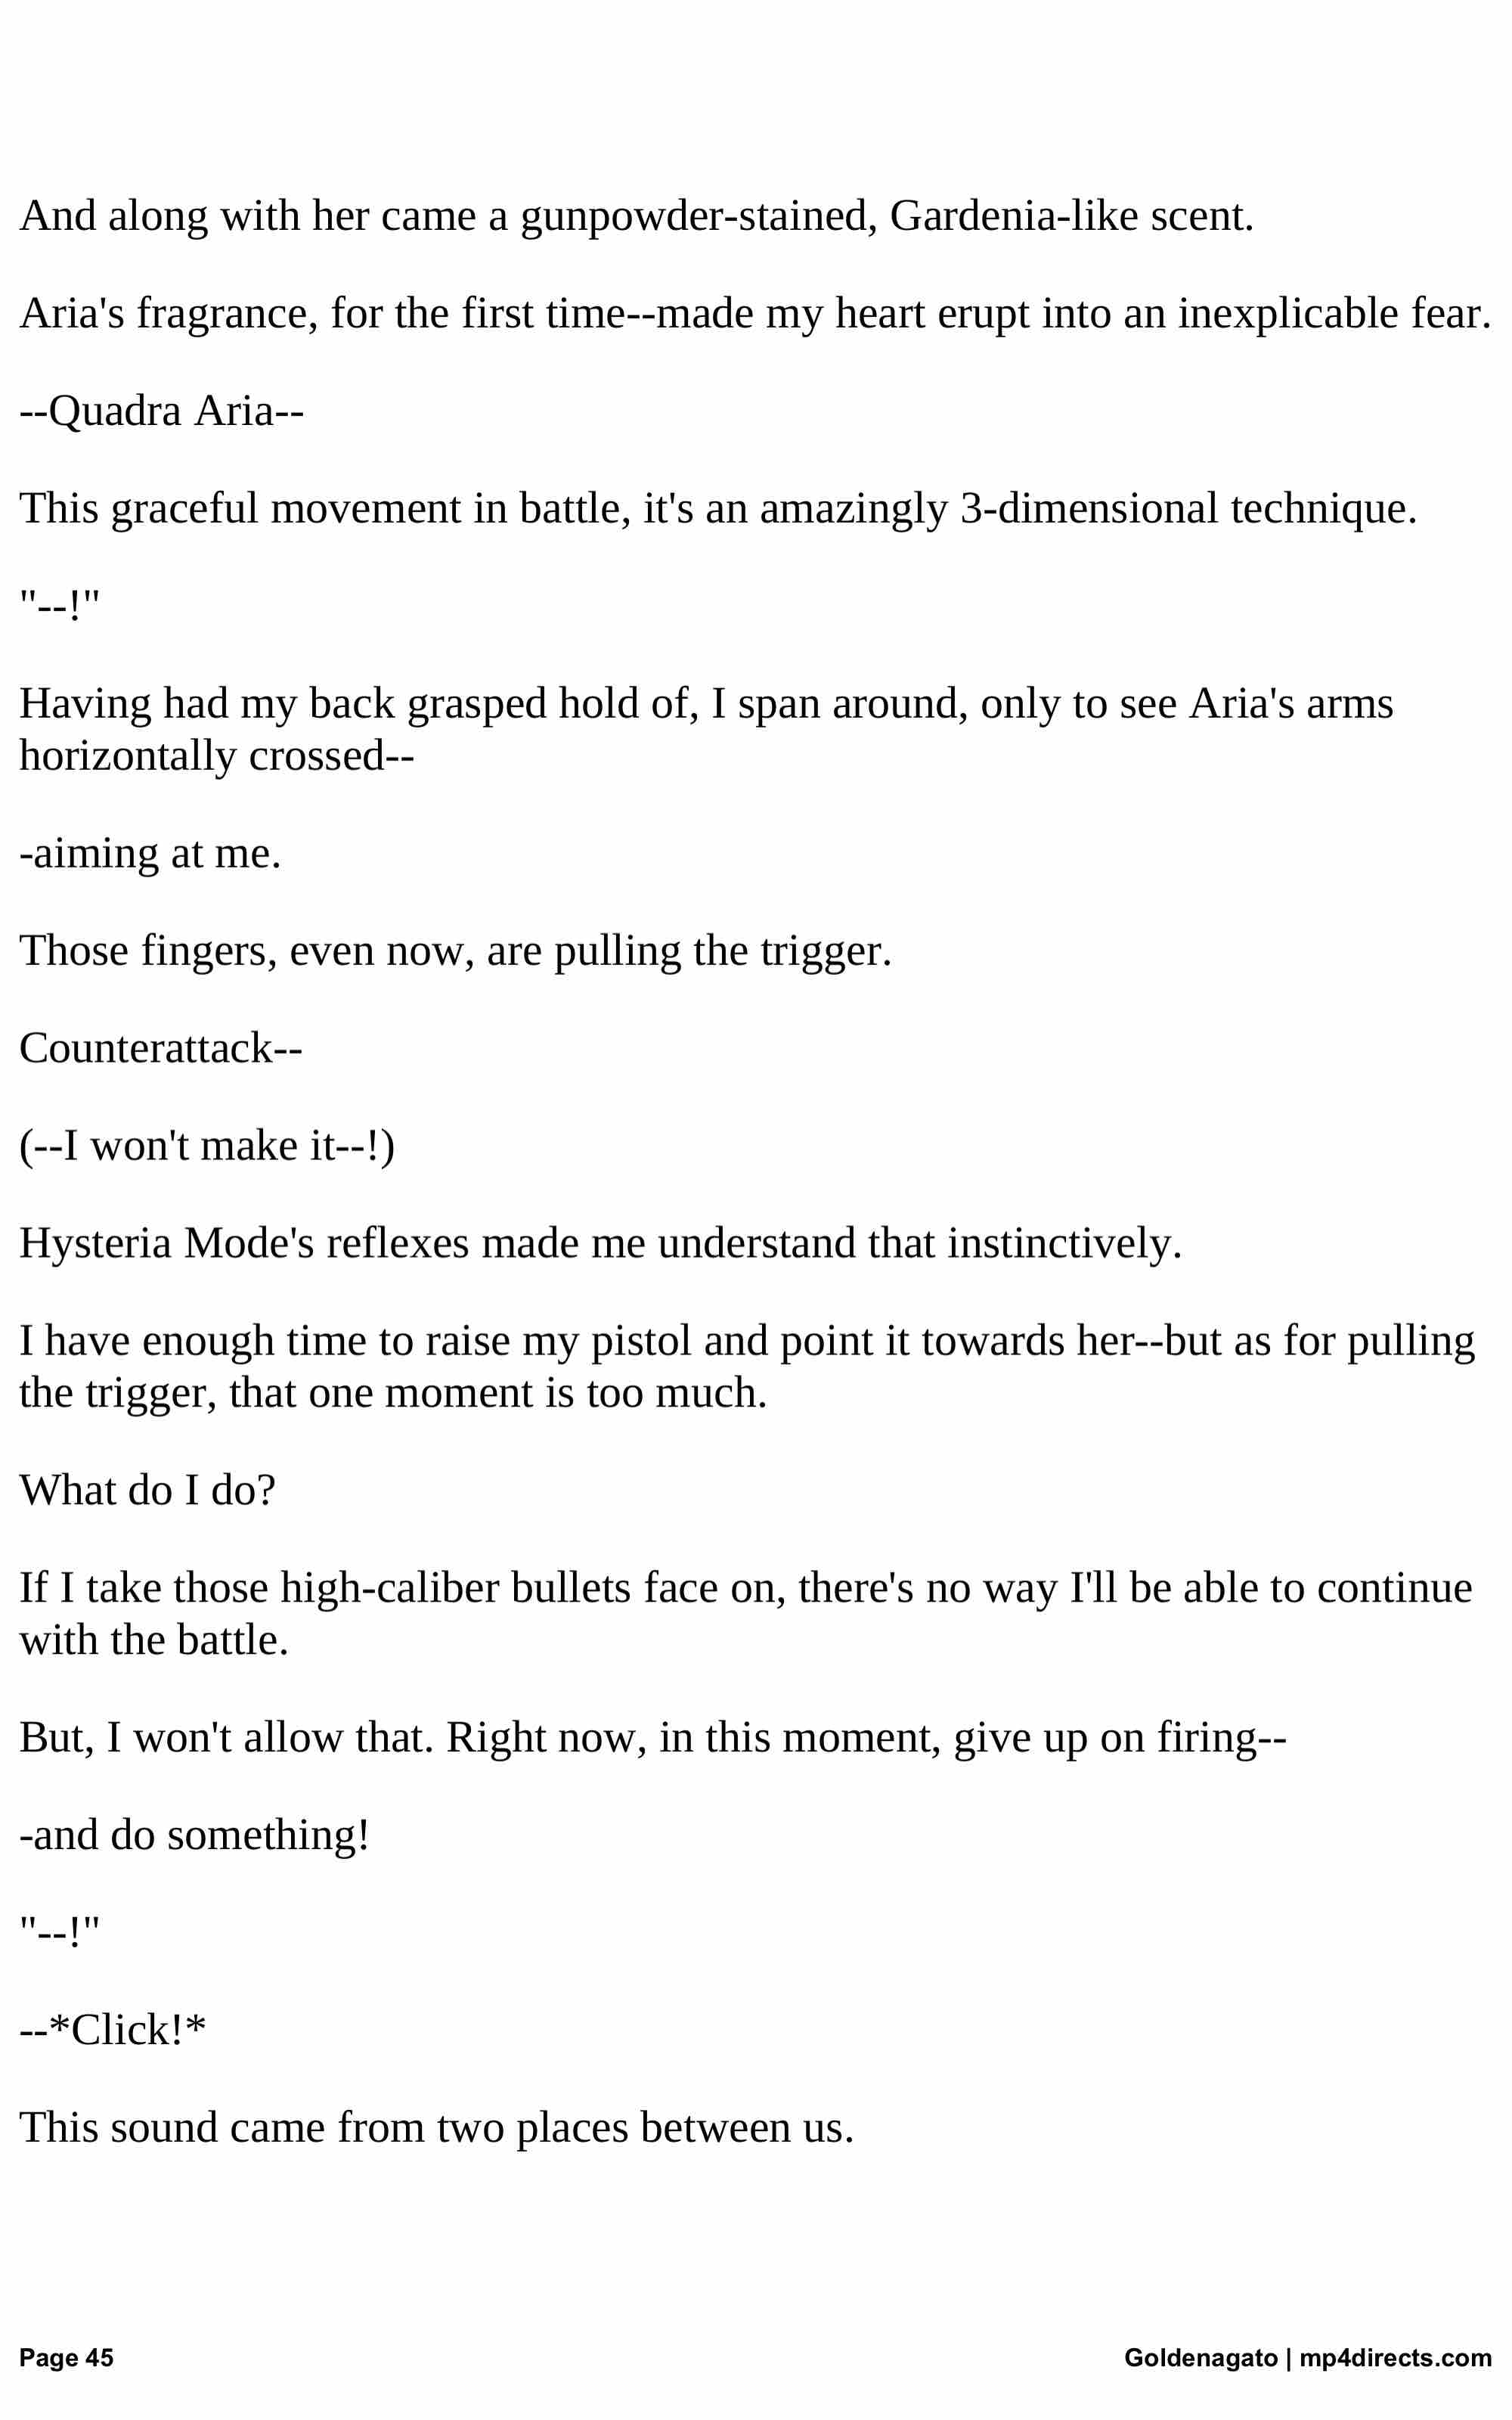 And along with her came a gunpowder-stained, Gardenia-like scent.
Aria's fragrance, for the first time--made my heart erupt into an inexplicable fear.
--Quadra Aria--
This graceful movement in battle, it's an amazingly 3-dimensional technique.
"--!"
Having had my back grasped hold of, I span around, only to see Aria's arms
horizontally crossed--
-aiming at me.
Those fingers, even now, are pulling the trigger.
Counterattack--
(--I won't make it--!)
Hysteria Mode's reflexes made me understand that instinctively.
I have enough time to raise my pistol and point it towards her--but as for pulling
the trigger, that one moment is too much.
What do I do?
If I take those high-caliber bullets face on, there's no way I'll be able to continue
with the battle.
But, I won't allow that. Right now, in this moment, give up on firing--
-and do something!
"--!"
--*Click!*
This sound came from two places between us.
Page 45
Goldenagato | mp4directs.com